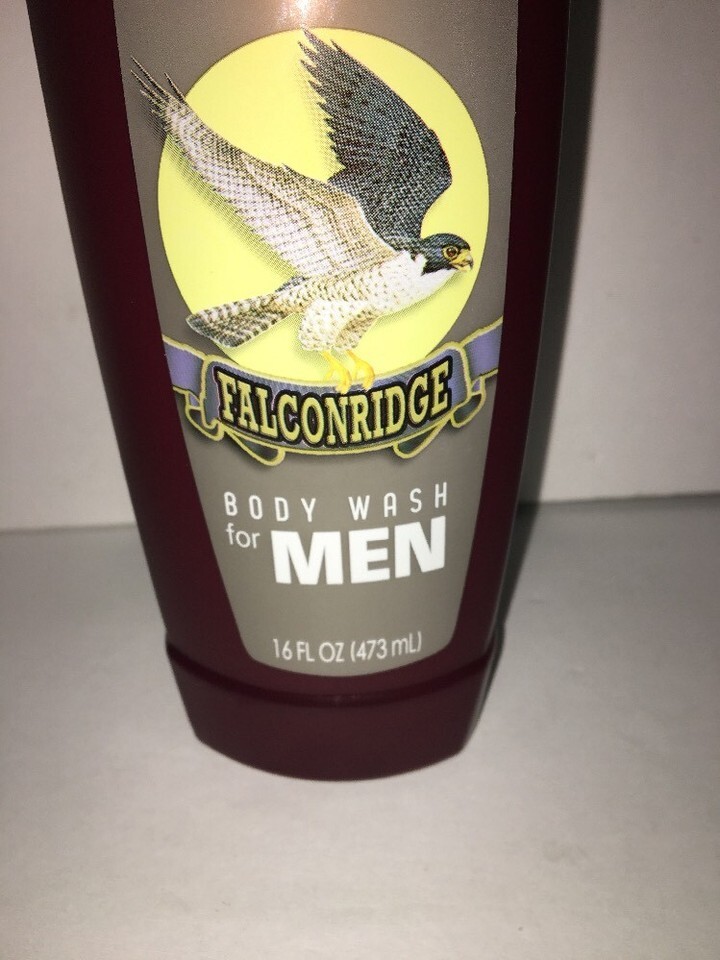 FALCONRIDGE
BODY WASH
for MEN
16 FL OZ (473 mL)